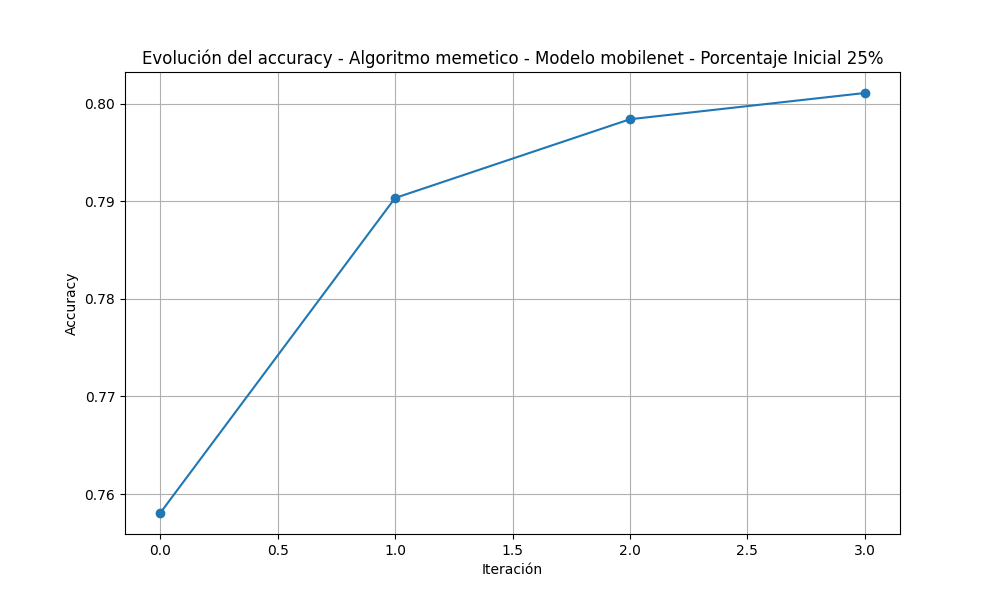 Evolución del accuracy - Algoritmo memetico - Modelo mobilenet - Porcentaje Inicial 25%
0.80
0.79
0.78
0.77
0.76
Accuracy
0.0 0.5 1.0 1.5 2.0 2.5 3.0
Iteración